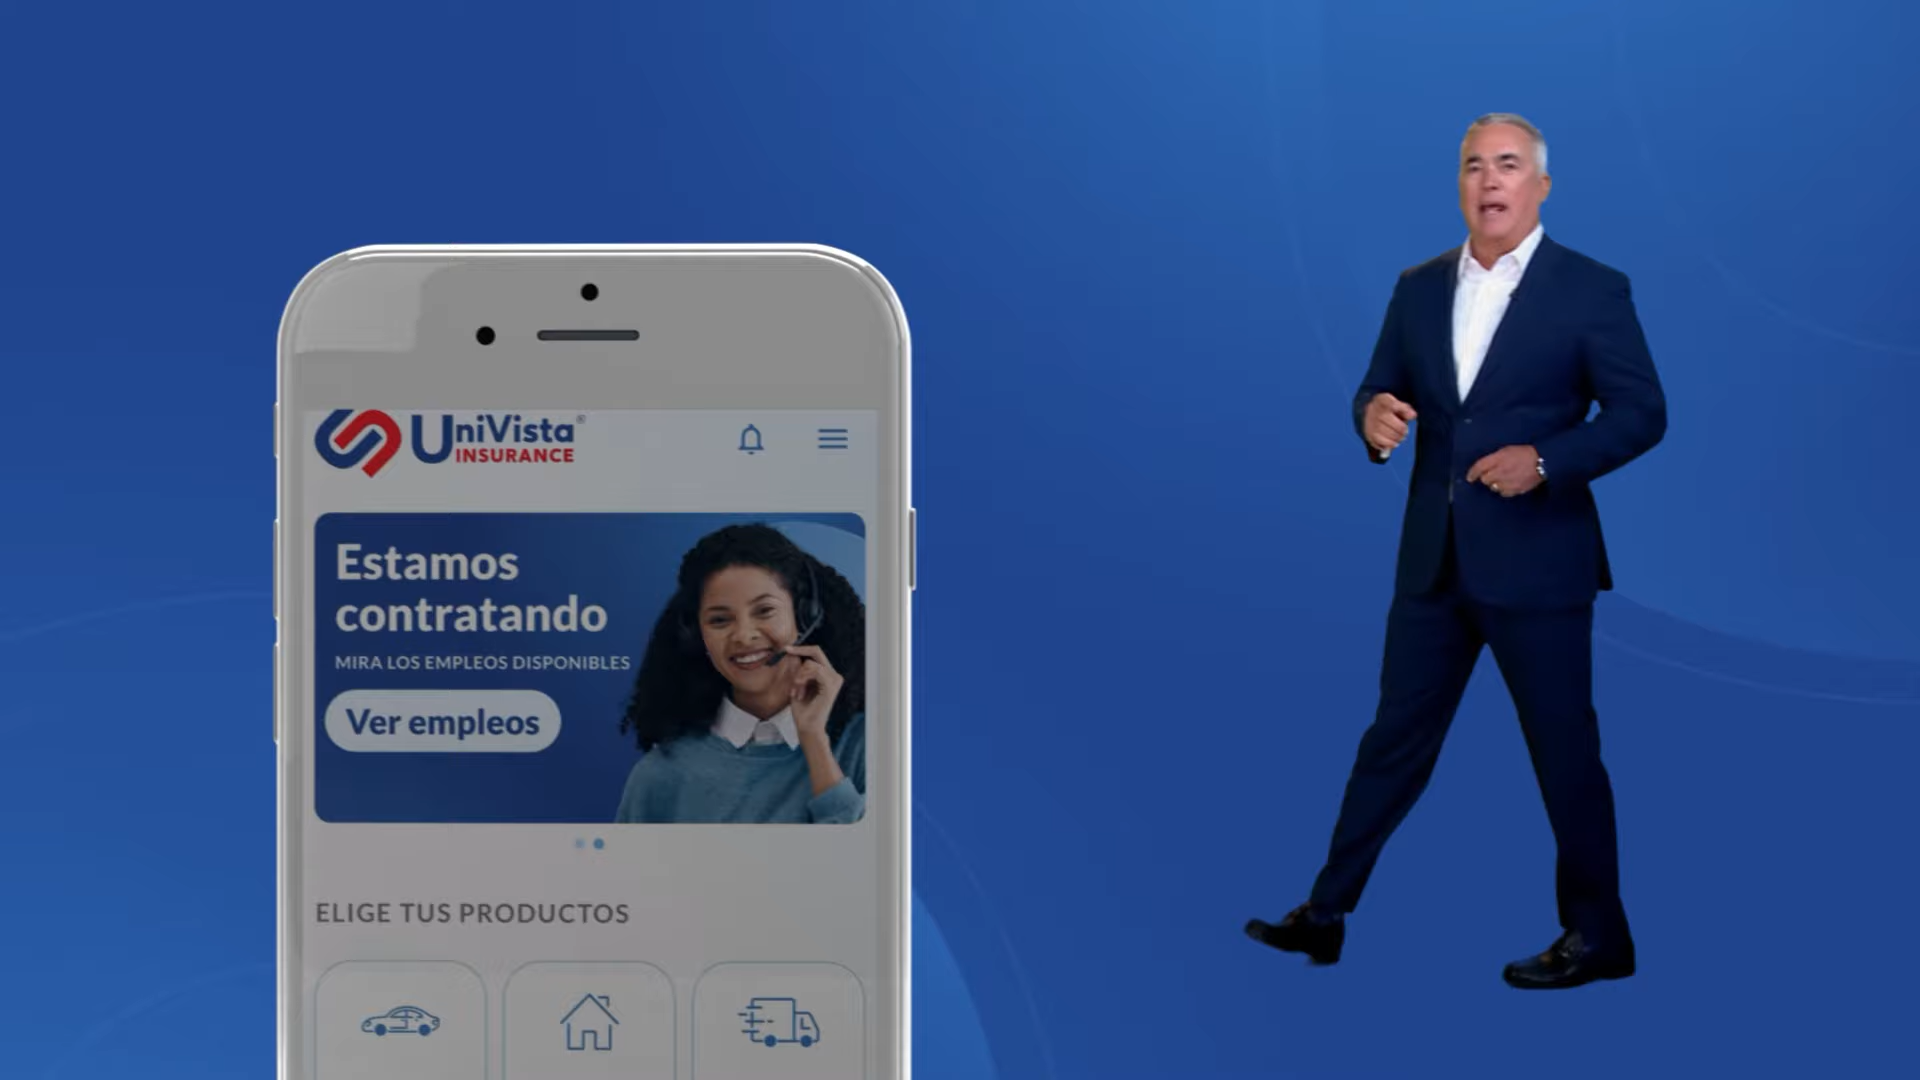 UniVista®
INSURANCE
Estamos
contratando
MIRA LOS EMPLEOS DISPONIBLES
Ver empleos
ELIGE TUS PRODUCTOS